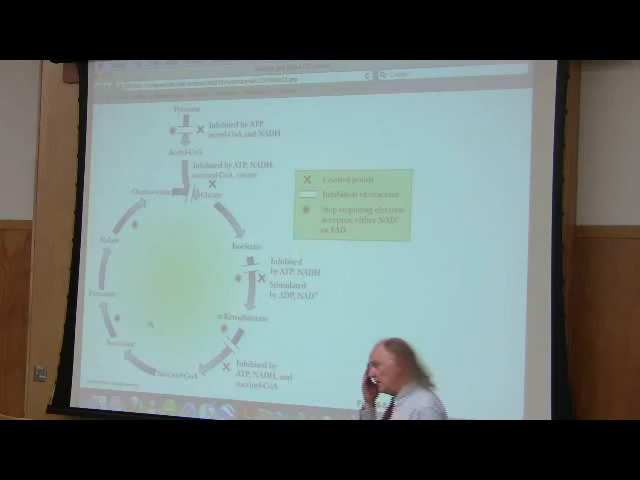 Pyruvate
Inhibited by ATP,
acetyl-CoA and NADH
Acetyl-CoA
Inhibited by ATP, NADH,
succinyl-CoA, citrate
Oxaloacetate
Citrate
Control points
Inhibition of reactions
Step requiring electron
acceptor, either NAD+
or FAD
Malate
Isocitrate
Inhibited
by ATP, NADH
Stimulated
by ADP, NAD+
Fumarate
α-Ketoglutarate
Succinate
Inhibited by
ATP, NADH, and
succinyl-CoA
Succinyl-CoA